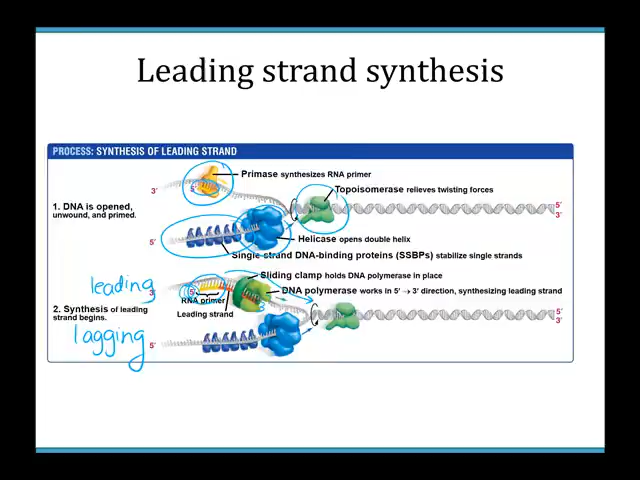 Leading strand synthesis
PROCESS: SYNTHESIS OF LEADING STRAND
Primase synthesizes RNA primer
3' 5'
Topoisomerase relieves twisting forces
1. DNA is opened,
unwound, and primed.
5'
3'
5'
Helicase opens double helix
Single-strand DNA-binding proteins (SSBPs) stabilize single strands
Sliding clamp holds DNA polymerase in place
leading
3' 5'
DNA polymerase works in 5' → 3' direction, synthesizing leading strand
RNA primer
3
2. Synthesis of leading
strand begins.
Leading strand
5'
3'
lagging
5'